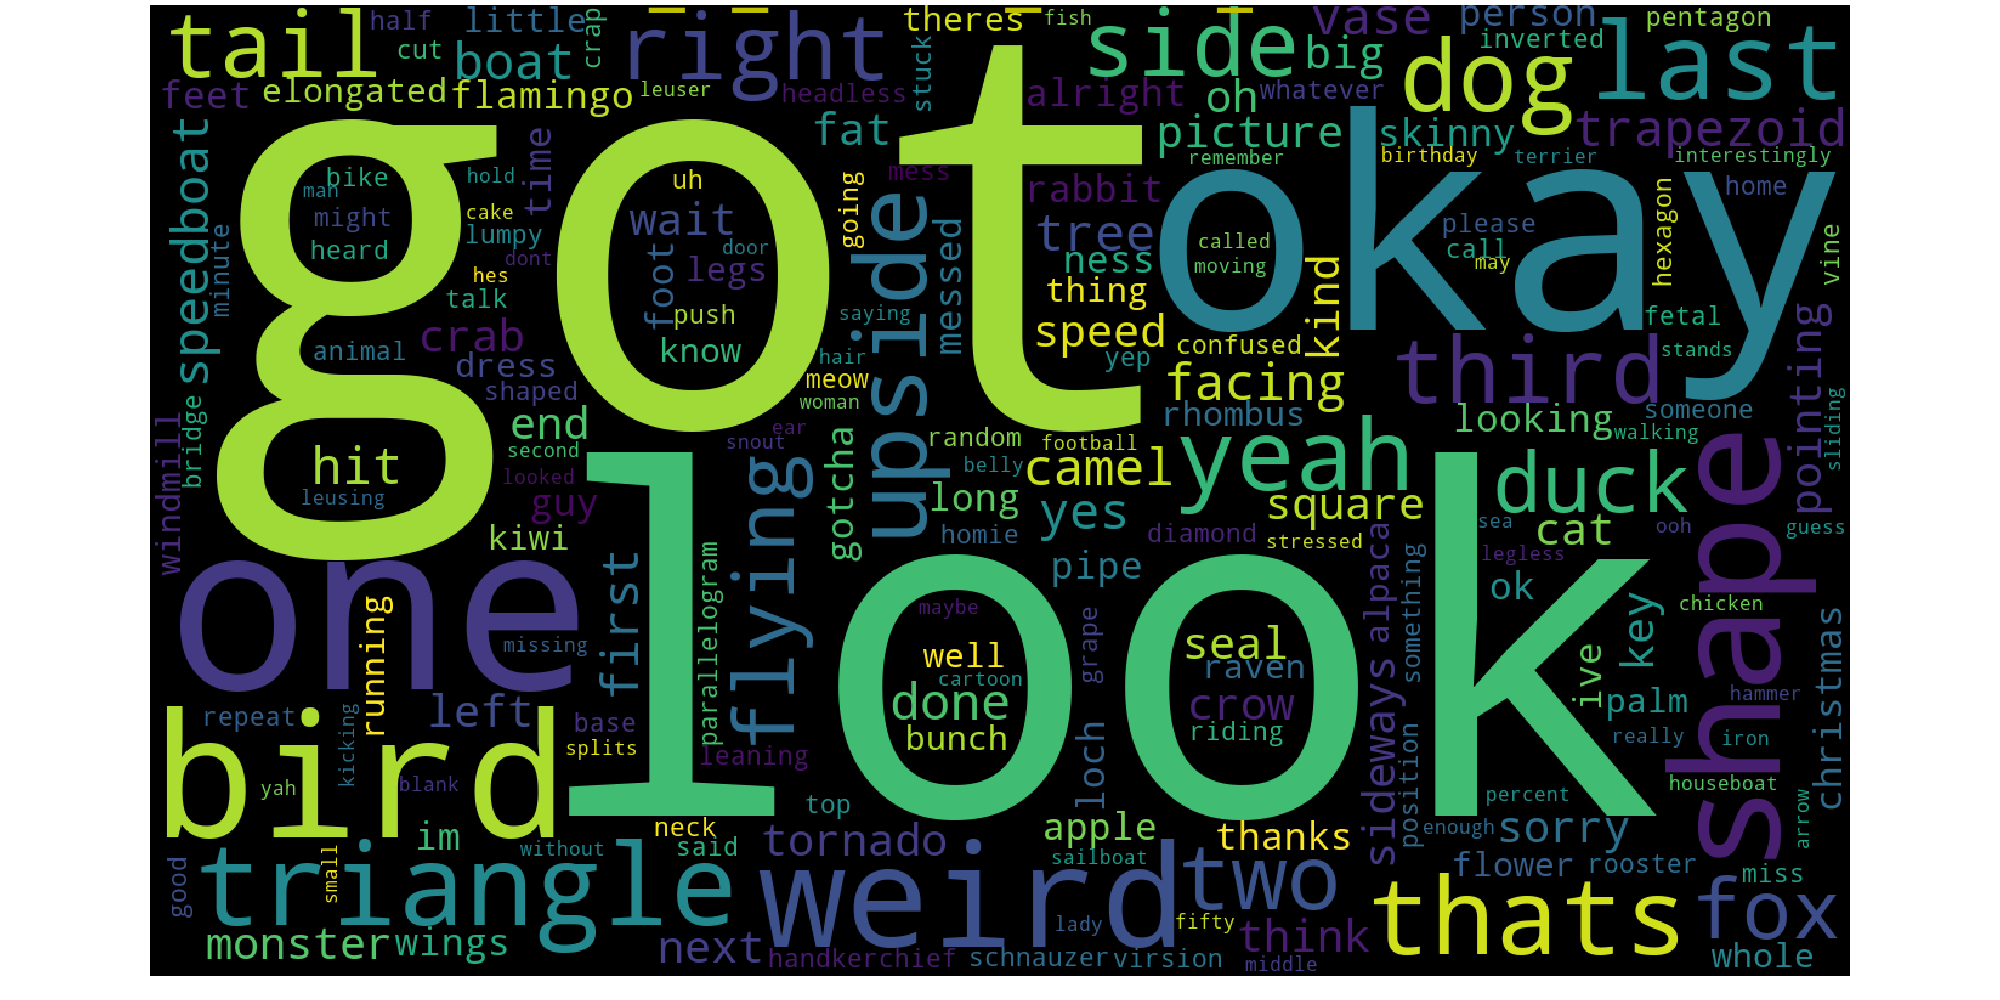 tail
half
little
cut
boat
crap
right
theres
fish
side
vase
big
person
inverted
pentagon
last
dog
feet
elongated
flamingo
leuser
headless
stuck
alright
oh
whatever
skinny
trapezoid
fat
picture
got
okay
speedboat
minute
bike
man
might
heard
hold
cake
lumpy
time
hes
dont
talk
uh
wait
door
foot
legs
push
know
going
mess
upside
messed
saying
rabbit
remember
tree
ness
thing
speed
yep
called
moving
kind
confused
birthday
terrier
interestingly
home
please
call
may
hexagon
vine
fetal
stands
crab
animal
dress
shaped
hair
meow
woman
facing
third
pointing
windmill
bridge
hit
leusing
end
second
looked
guy
kiwi
snout
ear
gotcha
random
football
belly
camel
long
homie
yes
rhombus
yeah
square
stressed
diamond
looking
someone
walking
sliding
duck
cat
sea
ooh
guess
legless
ok
shape
one
look
running
first
missing
parallelogram
flying
pipe
maybe
well
cartoon
done
bunch
grape
loch
seal
raven
crow
riding
sideways
alpaca
something
position
ive
key
chicken
palm
hammer
really
iron
houseboat
christmas
arrow
bird
repeat
left
kicking
yah
blank
base
splits
leaning
top
im
neck
said
without
small
good
triangle
monster
wings
next
tornado
weird
handkerchief
schnauzer
virsion
lady
apple
sailboat
thanks
two
fifty
think
middle
percent
enough
sorry
flower
rooster
thats
miss
fox
whole